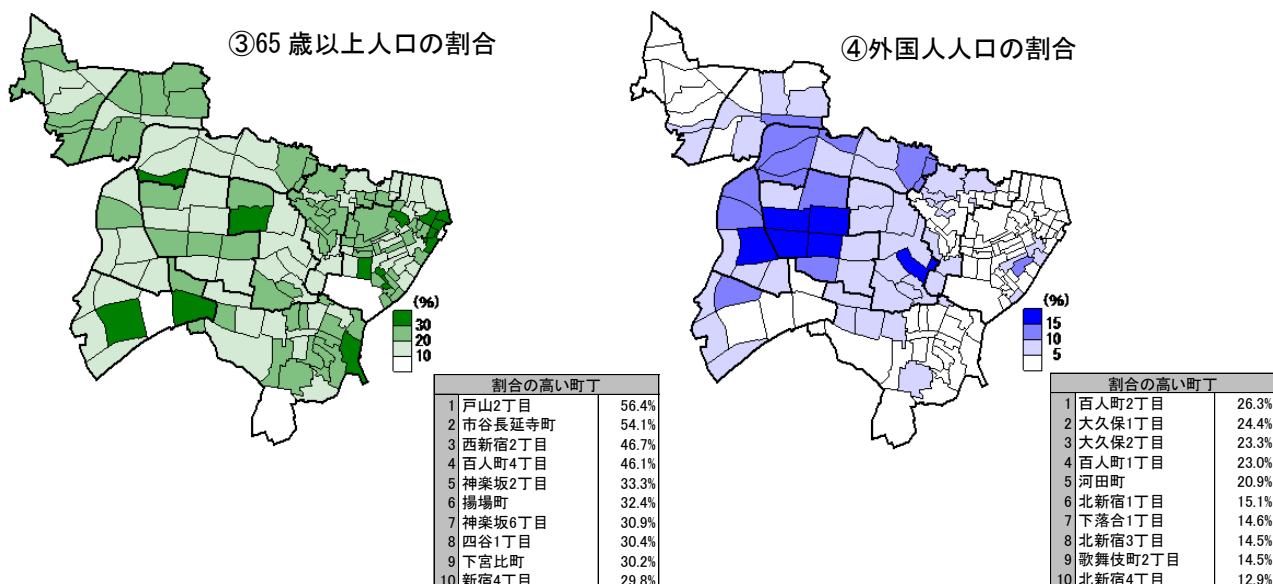 ③65 歳以上人口の割合
(%)
30
20
10
割合の高い町丁
1 戸山2丁目 56.4%
2 市谷長延寺町 54.1%
3 西新宿2丁目 46.7%
4 百人町4丁目 46.1%
5 神楽坂2丁目 33.3%
6 揚場町 32.4%
7 神楽坂6丁目 30.9%
8 四谷1丁目 30.4%
9 下宮比町 30.2%
10 新宿4丁目 29.8%
④外国人人口の割合
(%)
15
10
5
割合の高い町丁
1 百人町2丁目 26.3%
2 大久保1丁目 24.4%
3 大久保2丁目 23.3%
4 百人町1丁目 23.0%
5 河田町 20.9%
6 北新宿1丁目 15.1%
7 下落合1丁目 14.6%
8 北新宿3丁目 14.5%
9 歌舞伎町2丁目 14.5%
10 北新宿4丁目 12.9%